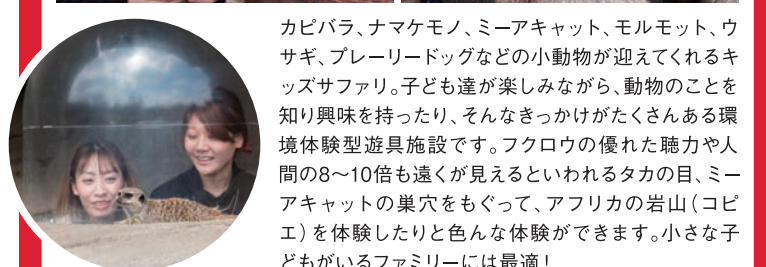 カピバラ、ナマケモノ、ミーアキャット、モルモット、ウ
サギ、プレーリードッグなどの小動物が迎えてくれるキ
ッズサファリ。子ども達が楽しみながら、動物のことを
知り興味を持ったり、そんなきっかけがたくさんある環
境体験型遊具施設です。フクロウの優れた聴力や人
間の8〜10倍も遠くが見えるといわれるタカの目、ミー
アキャットの巣穴をもぐって、アフリカの岩山（コピ
エ）を体験したりと色んな体験ができます。小さな子
どもがいるファミリーには最適！